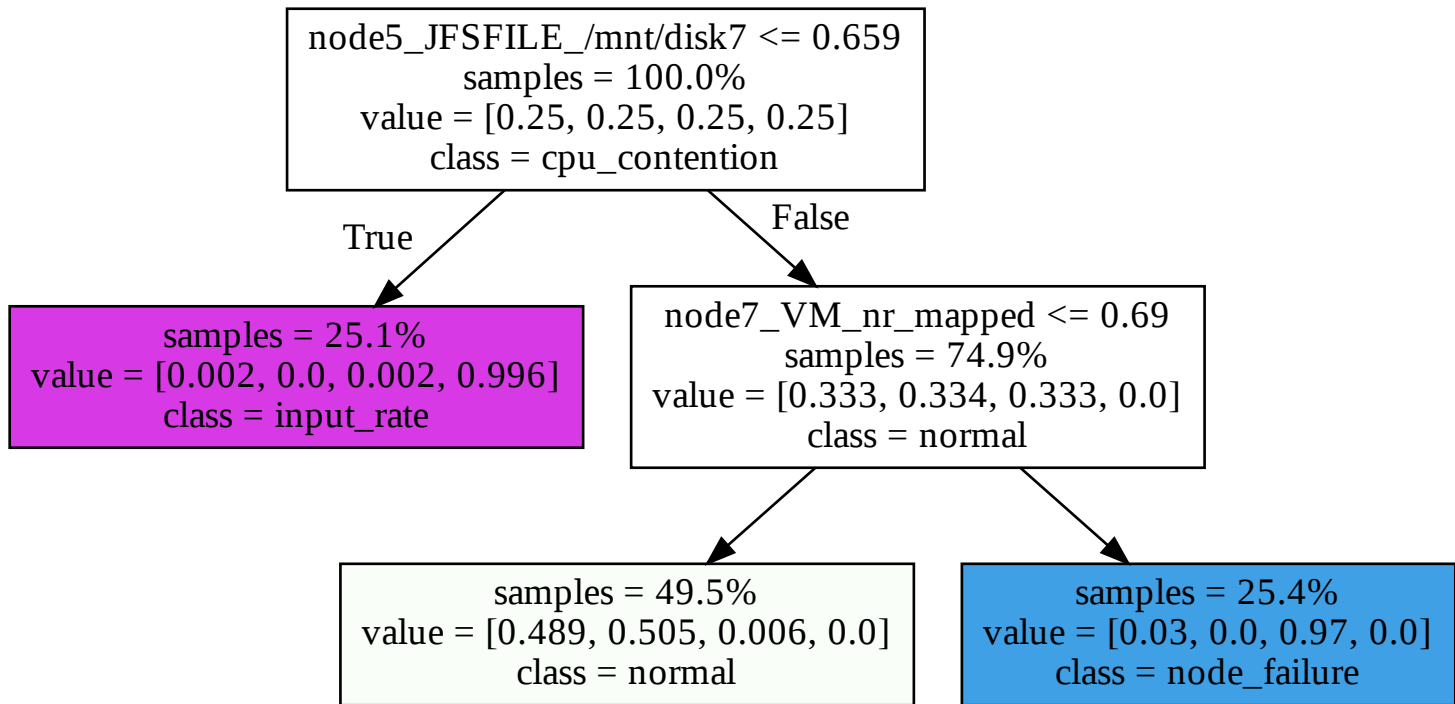 node5_JFSFILE_/mnt/disk7 <= 0.659
samples = 100.0%
value = [0.25, 0.25, 0.25, 0.25]
class = cpu_contention
True
False
samples = 25.1%
value = [0.002, 0.0, 0.002, 0.996]
class = input_rate
node7_VM_nr_mapped <= 0.69
samples = 74.9%
value = [0.333, 0.334, 0.333, 0.0]
class = normal
samples = 49.5%
value = [0.489, 0.505, 0.006, 0.0]
class = normal
samples = 25.4%
value = [0.03, 0.0, 0.97, 0.0]
class = node_failure